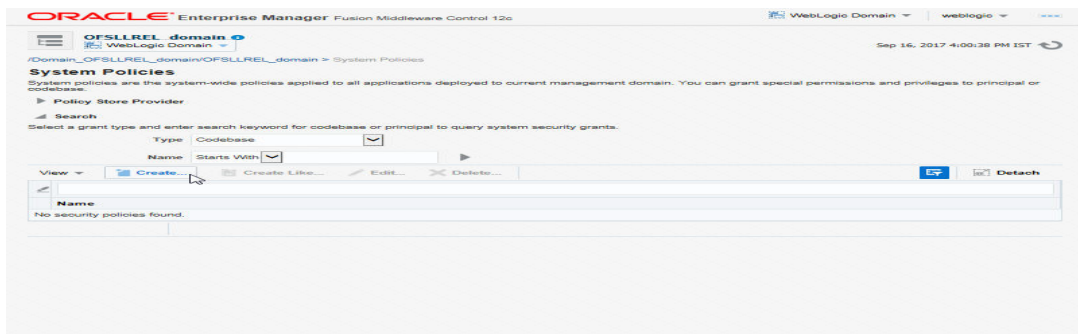 ORACLE Enterprise Manager Fusion Middleware Control 12c
WebLogic Domain weblogic
OFSLLREL_domain
WebLogic Domain
Sep 16, 2017 4:00:38 PM IST
/Domain_OFSLLREL_domain/OFSLLREL_domain > System Policies
System Policies
System policies are the system-wide policies applied to all applications deployed to current management domain. You can grant special permissions and privileges to principal or
codebase.
Policy Store Provider
Search
Select a grant type and enter search keyword for codebase or principal to query system security grants.
Type Codebase
Name Starts With
View Create... Create Like... Edit... Delete... Detach
Name
No security policies found.